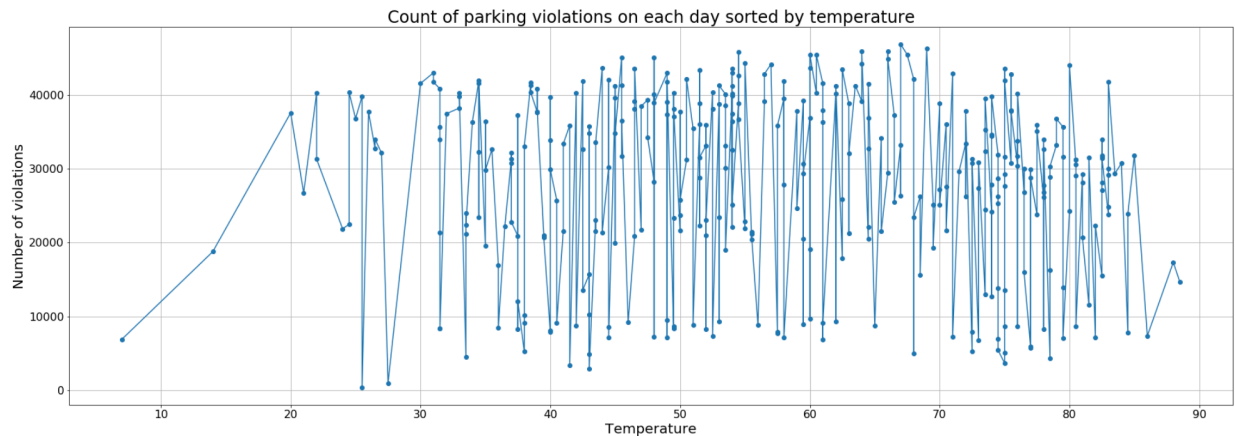 Count of parking violations on each day sorted by temperature
Number of violations
40000
30000
20000
10000
0
10 20 30 40 50 60 70 80 90
Temperature